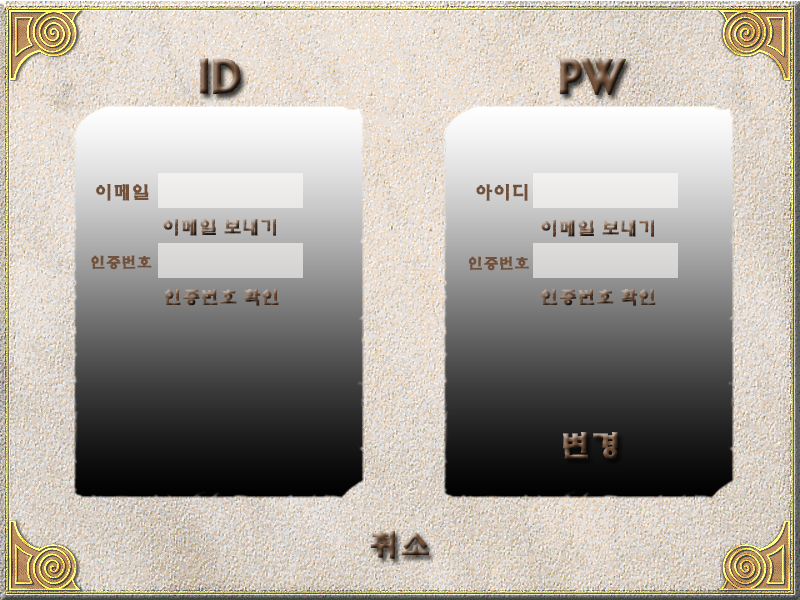 ID
이메일
이메일 보내기
인증번호
인증번호 확인
PW
아이디
이메일 보내기
인증번호
인증번호 확인
변경
취소